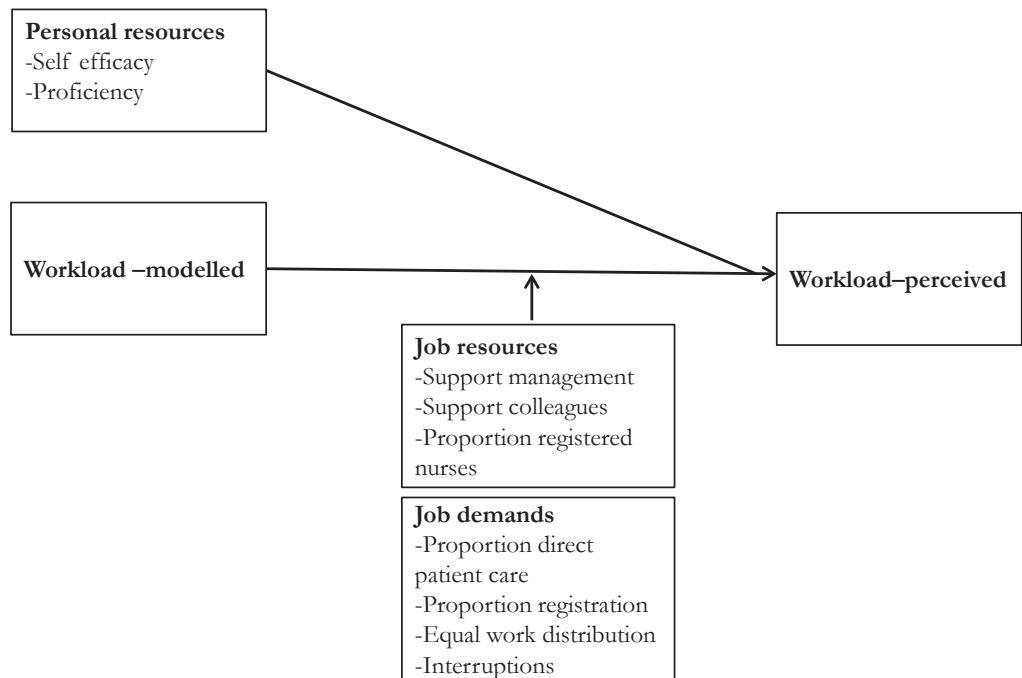 Personal resources
-Self efficacy
-Proficiency
Workload –modelled
Workload–perceived
Job resources
-Support management
-Support colleagues
-Proportion registered
nurses
Job demands
-Proportion direct
patient care
-Proportion registration
-Equal work distribution
-Interruptions